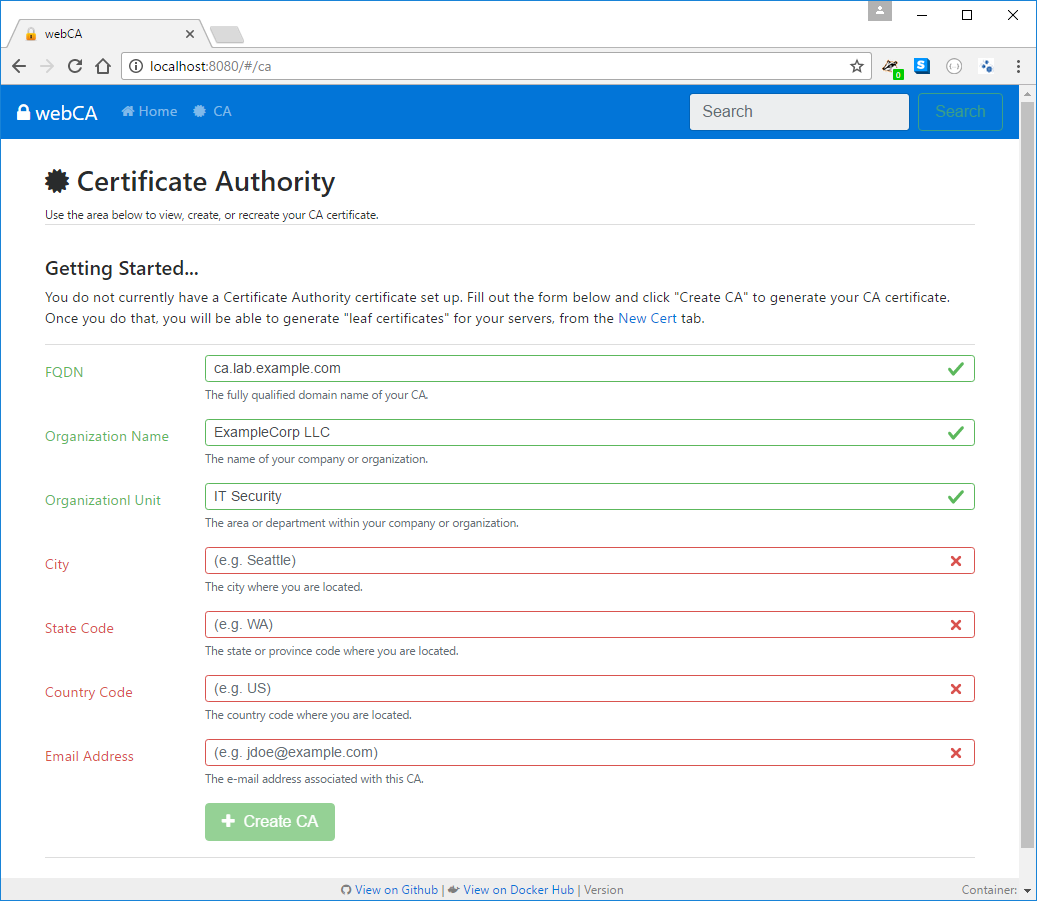 webCA
localhost:8080/#/ca
0
S
webCA Home CA Search Search
Certificate Authority
Use the area below to view, create, or recreate your CA certificate.
Getting Started...
You do not currently have a Certificate Authority certificate set up. Fill out the form below and click "Create CA" to generate your CA certificate.
Once you do that, you will be able to generate "leaf certificates" for your servers, from the New Cert tab.
FQDN ca.lab.example.com
The fully qualified domain name of your CA.
Organization Name ExampleCorp LLC
The name of your company or organization.
Organizationl Unit IT Security
The area or department within your company or organization.
City (e.g. Seattle)
The city where you are located.
State Code (e.g. WA)
The state or province code where you are located.
Country Code (e.g. US)
The country code where you are located.
Email Address (e.g. jdoe@example.com)
The e-mail address associated with this CA.
Create CA
View on Github | View on Docker Hub | Version Container: